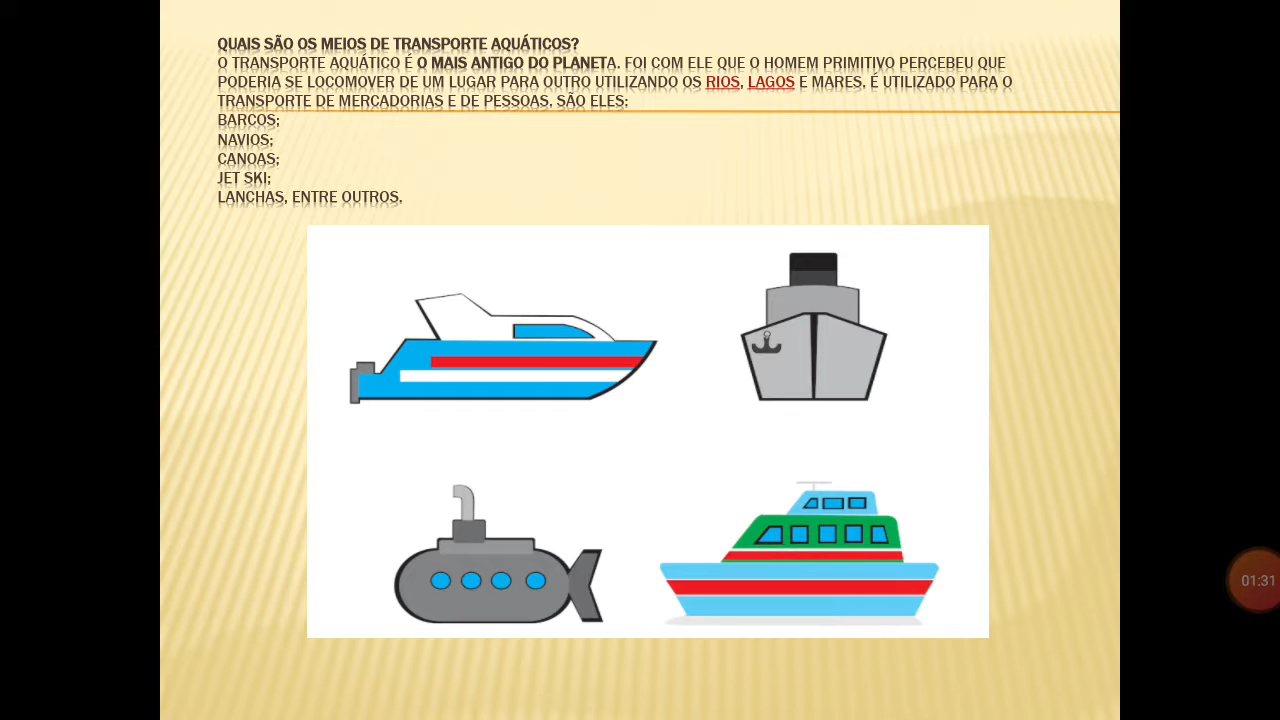 QUAIS SÃO OS MEIOS DE TRANSPORTE AQUÁTICOS?
O TRANSPORTE AQUÁTICO É O MAIS ANTIGO DO PLANETA. FOI COM ELE QUE O HOMEM PRIMITIVO PERCEBEU QUE
PODERIA SE LOCOMOVER DE UM LUGAR PARA OUTRO UTILIZANDO OS RIOS, LAGOS E MARES. É UTILIZADO PARA O
TRANSPORTE DE MERCADORIAS E DE PESSOAS. SÃO ELES:
BARCOS;
NAVIOS;
CANOAS;
JET SKI;
LANCHAS, ENTRE OUTROS.
01:31